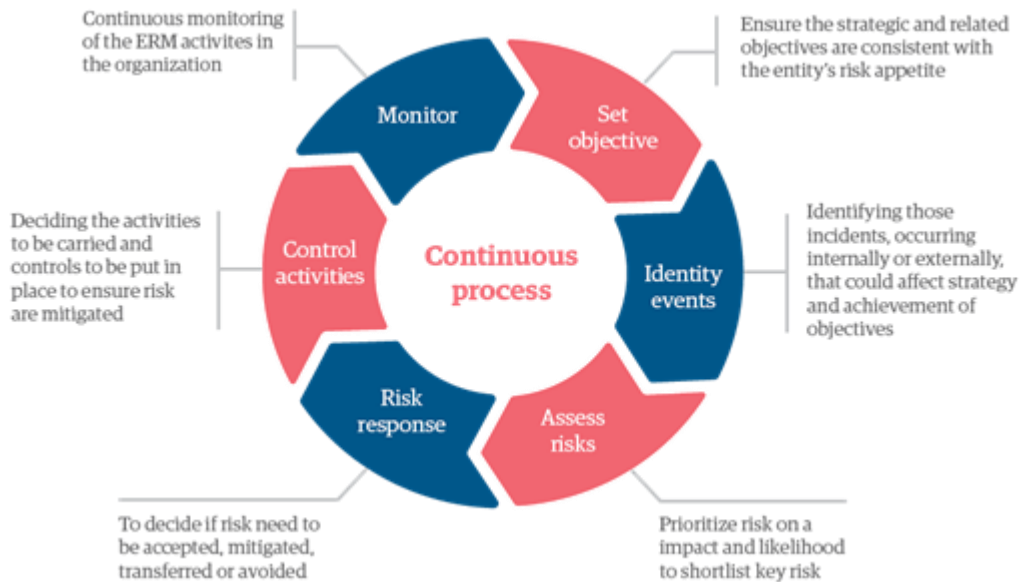 Continuous monitoring
of the ERM activites in
the organization
Ensure the strategic and related
objectives are consistent with
the entity's risk appetite
Monitor
Set
objective
Deciding the activities
to be carried and
controls to be put in
place to ensure risk
are mitigated
Control
activities
Continuous
process
Identity
events
Identifying those
incidents, occurring
internally or externally,
that could affect strategy
and achievement of
objectives
Risk
response
Assess
risks
To decide if risk need to
be accepted, mitigated,
transferred or avoided
Prioritize risk on a
impact and likelihood
to shortlist key risk